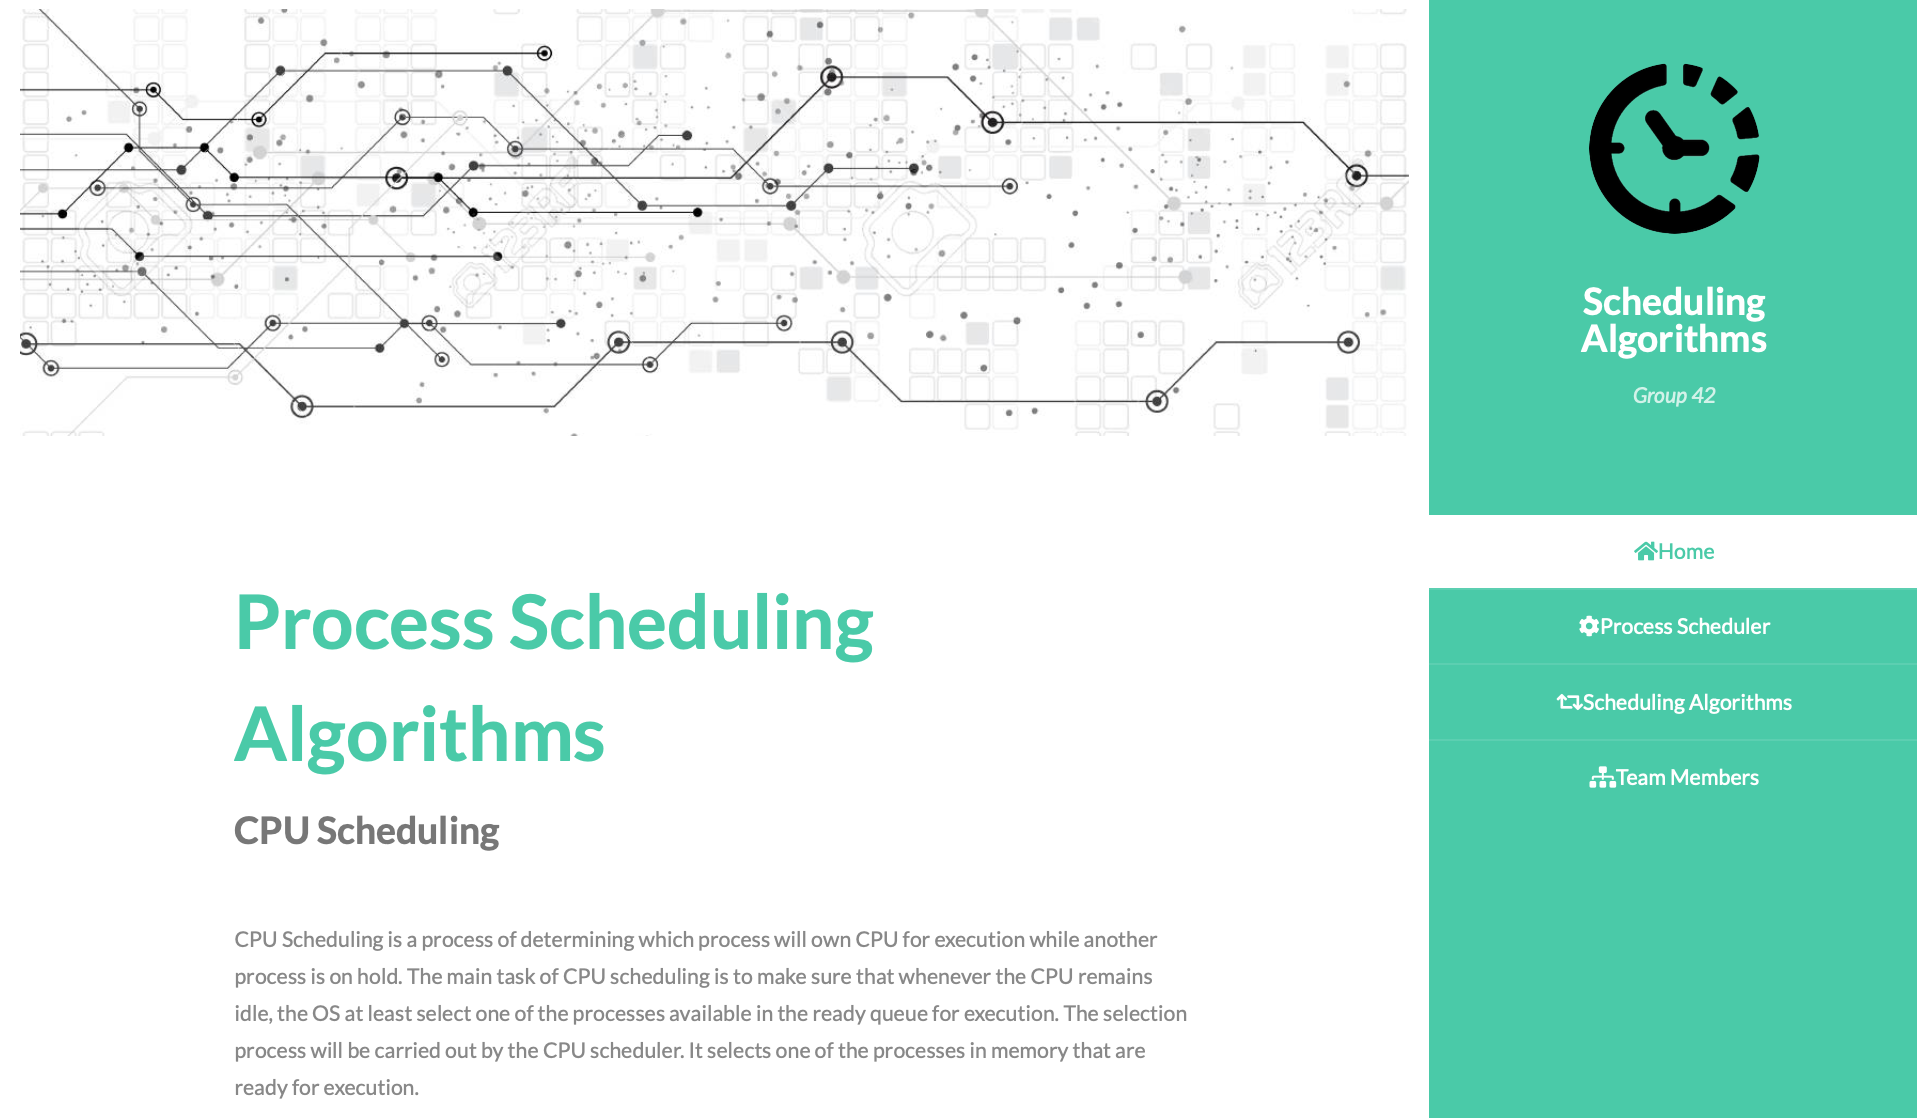 Process Scheduling
Algorithms
CPU Scheduling
CPU Scheduling is a process of determining which process will own CPU for execution while another
process is on hold. The main task of CPU scheduling is to make sure that whenever the CPU remains
idle, the OS at least select one of the processes available in the ready queue for execution. The selection
process will be carried out by the CPU scheduler. It selects one of the processes in memory that are
ready for execution.
Scheduling
Algorithms
Group 42
Home
Process Scheduler
Scheduling Algorithms
Team Members